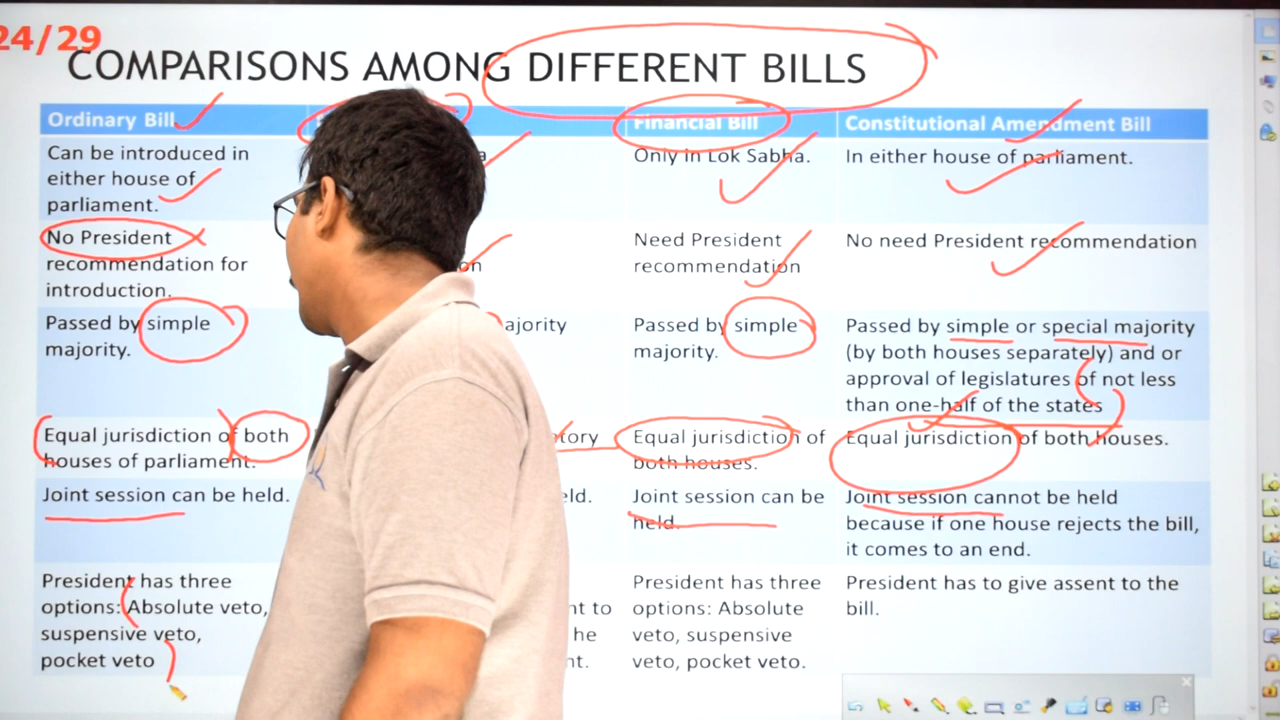 24/29
COMPARISONS AMONG DIFFERENT BILLS
Ordinary Bill
Financial Bill
Constitutional Amendment Bill
Can be introduced in
either house of
parliament.
Only in Lok Sabha.
In either house of parliament.
No President
recommendation for
introduction.
Need President
recommendation
No need President recommendation
Passed by simple
majority.
ajority
Passed by simple
majority.
Passed by simple or special majority
(by both houses separately) and or
approval of legislatures of not less
than one-half of the states
Equal jurisdiction of both
houses of parliament.
tory
Equal jurisdiction of
both houses.
Equal jurisdiction of both houses.
Joint session can be held.
eld.
Joint session can be
held.
Joint session cannot be held
because if one house rejects the bill,
it comes to an end.
President has three
options: Absolute veto,
suspensive veto,
pocket veto
nt to
he
nt.
President has three
options: Absolute
veto, suspensive
veto, pocket veto.
President has to give assent to the
bill.